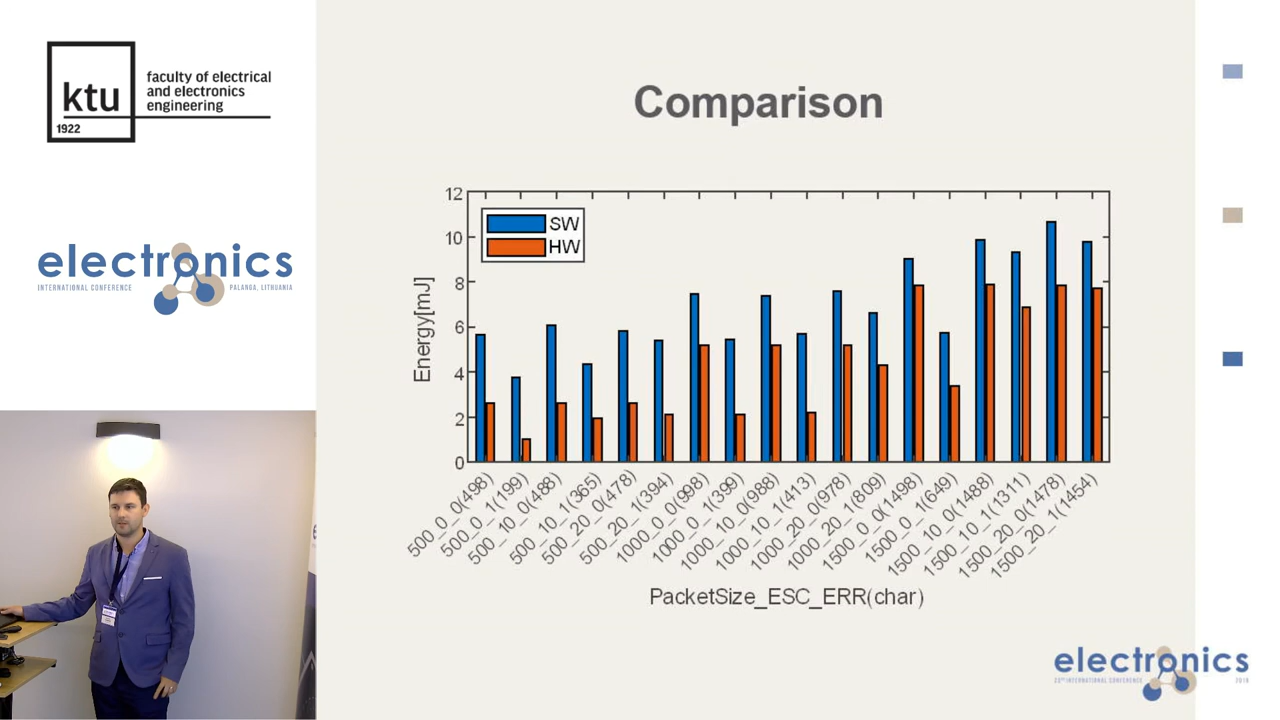 ktu
1922
faculty of electrical
and electronics
engineering
electronics
INTERNATIONAL CONFERENCE
PALANGA, LITHUANIA
Comparison
12
10
8
6
4
2
0
Energy[mJ]
SW
HW
500_0_0(498)
500_0_1(199)
500_10_0(488)
500_10_1(365)
500_20_0(478)
500_20_1(394)
1000_0_0(998)
1000_0_1(399)
1000_10_0(988)
1000_10_1(413)
1000_20_0(978)
1000_20_1(809)
1500_0_0(1498)
1500_0_1(649)
1500_10_0(1488)
1500_10_1(1311)
1500_20_0(1478)
1500_20_1(1454)
PacketSize_ESC_ERR(char)
electronics
INTERNATIONAL CONFERENCE